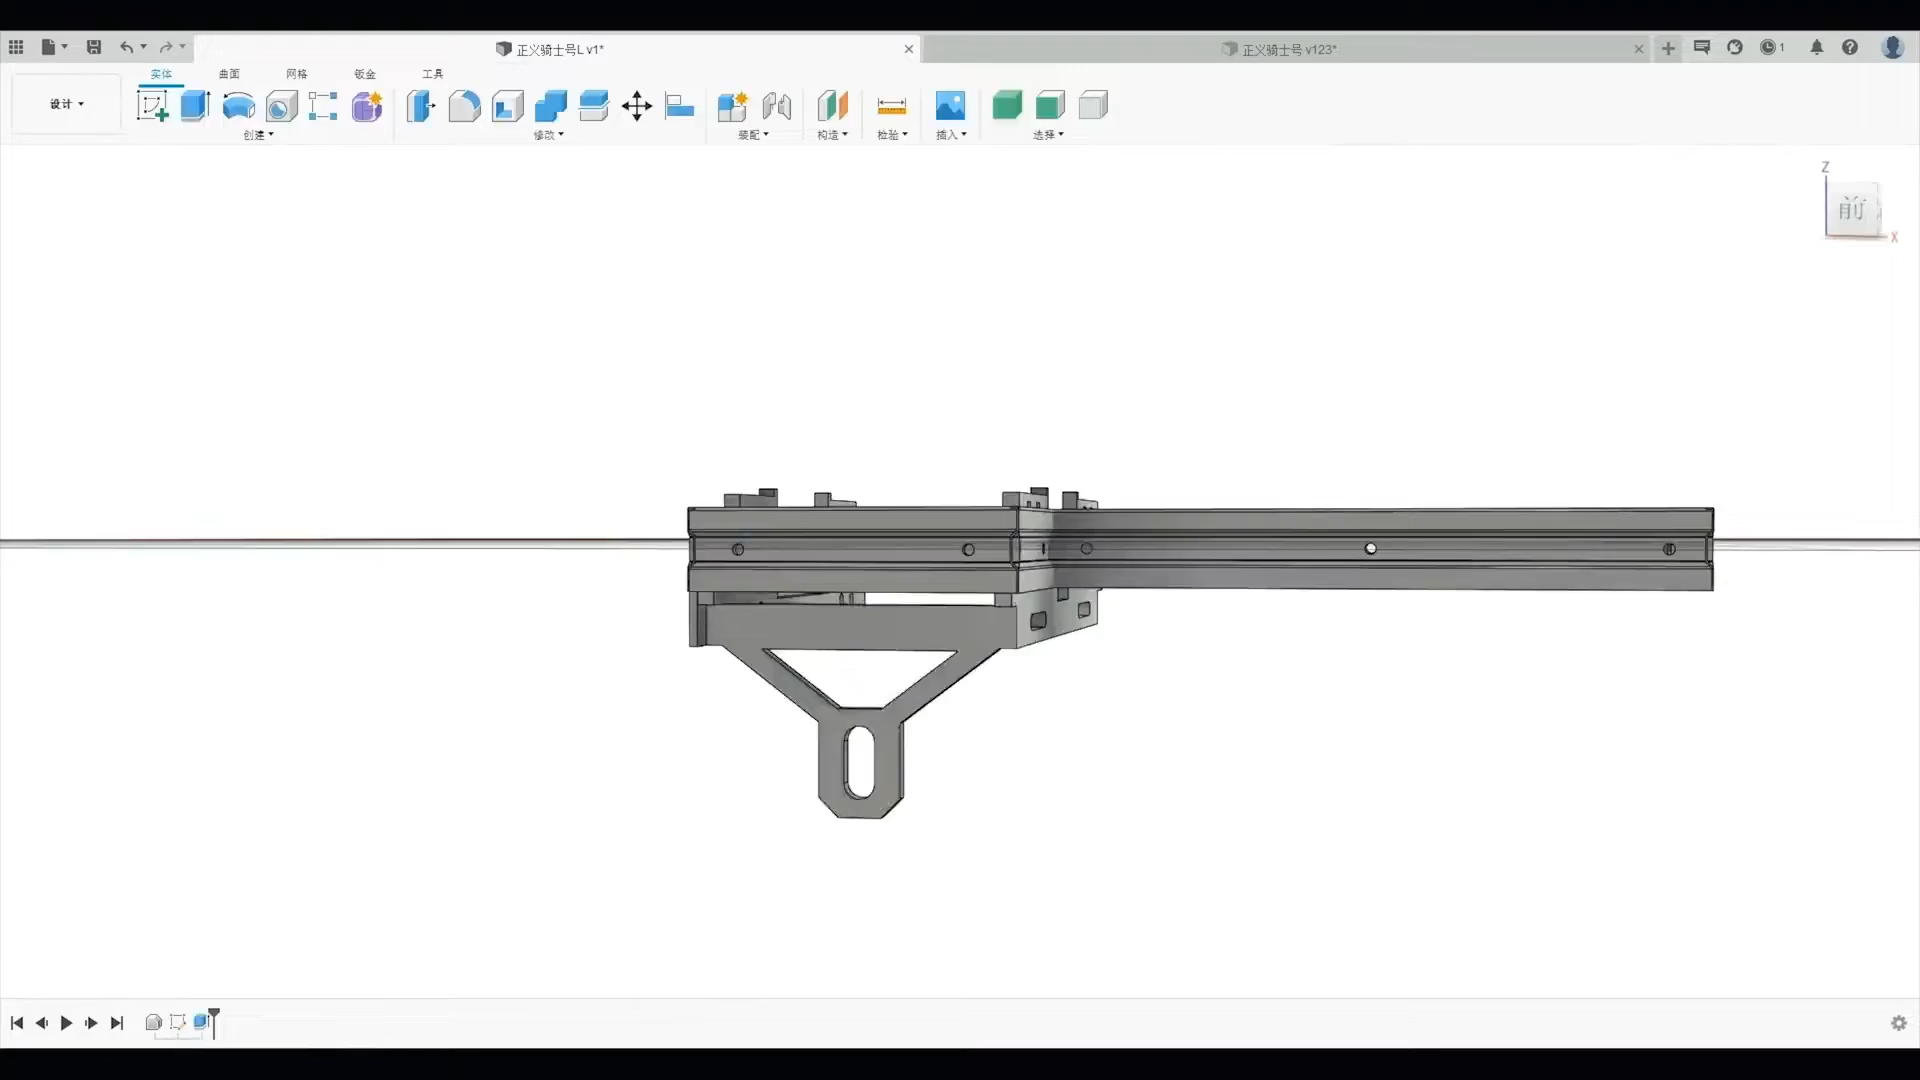 正义骑士号L v1*
正义骑士号 v123*
1
实体
曲面
网格
钣金
工具
设计
创建
修改
装配
构造
检验
插入
选择
Z
前
X